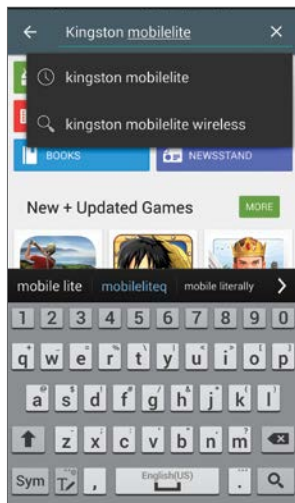 Kingston mobilelite
kingston mobilelite
kingston mobilelite wireless
BOOKS NEWSSTAND
New + Updated Games MORE
mobile lite mobileliteq mobile literally
1 2 3 4 5 6 7 8 9 0
q w e r t y u i o p
a s d f g h j k l
z x c v b n m
Sym T , English(US) .